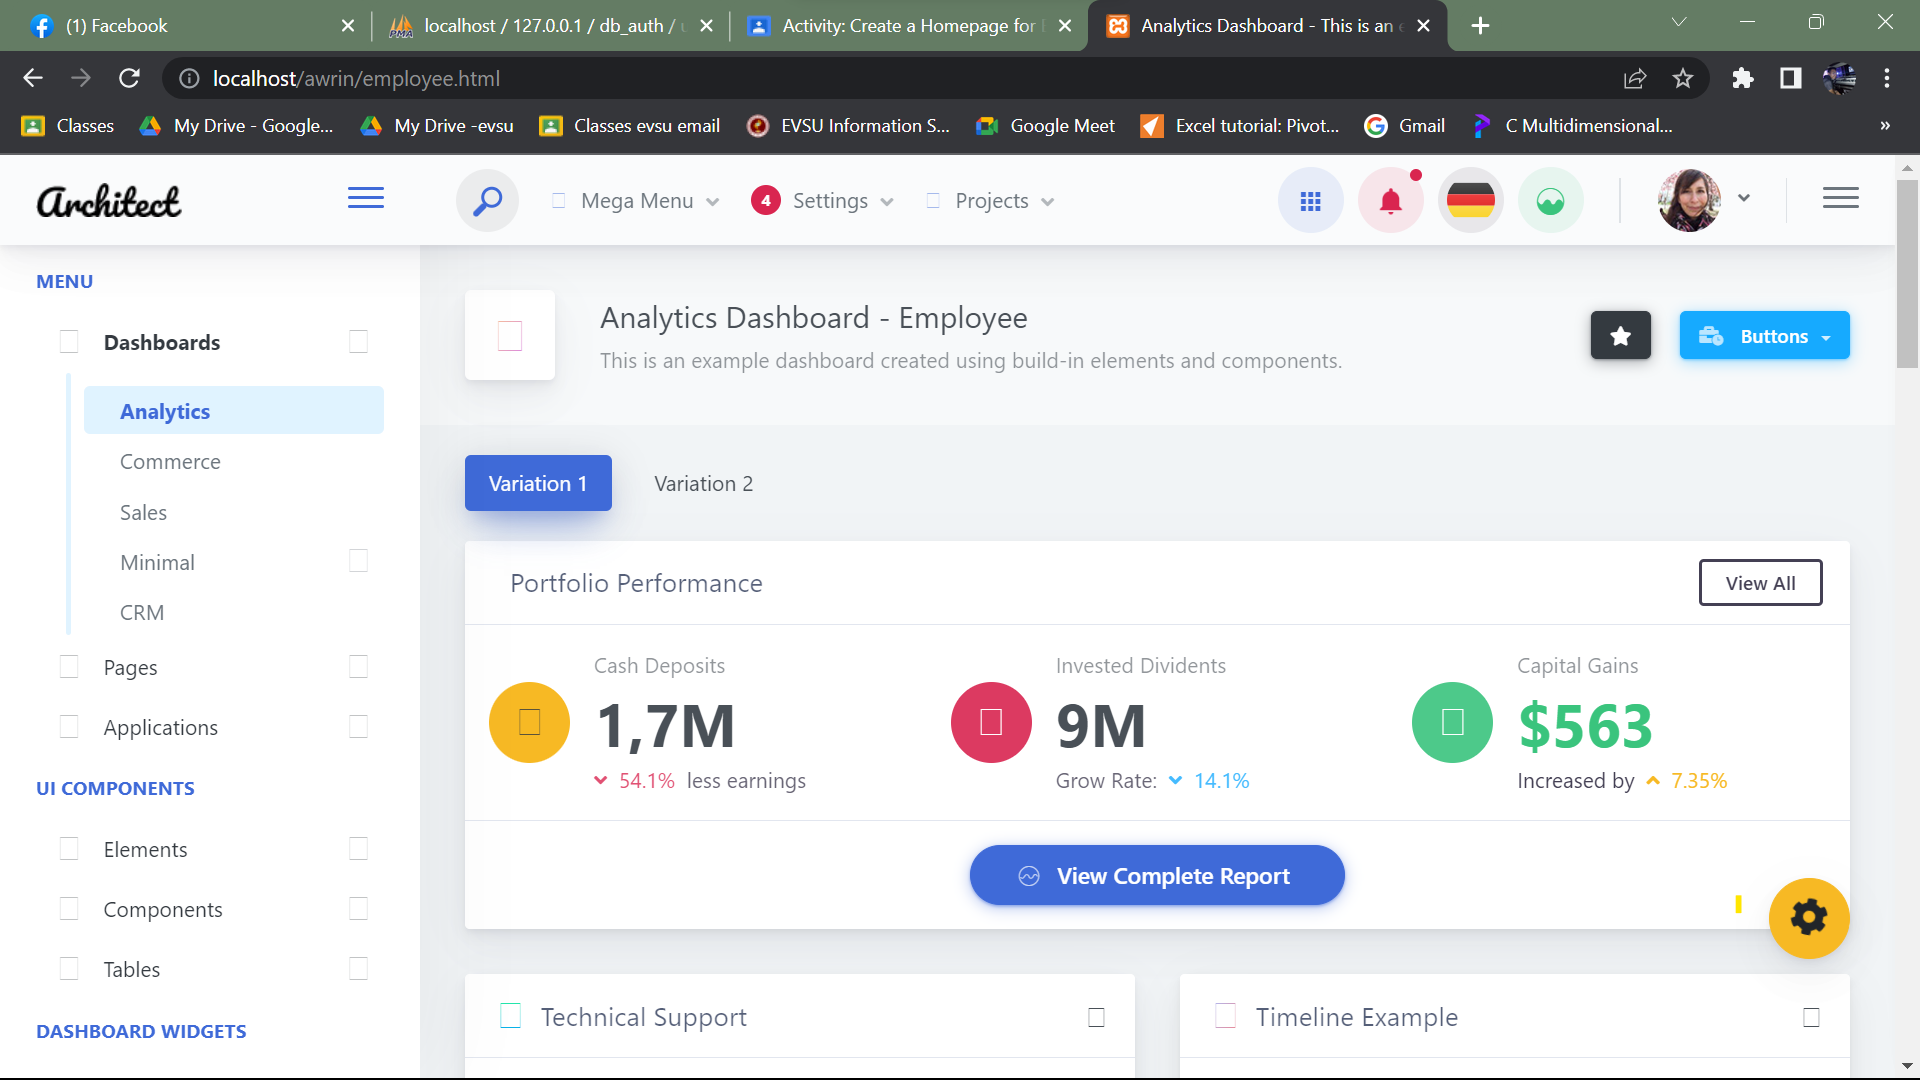 (1) Facebook
localhost / 127.0.0.1 / db_auth /
Activity: Create a Homepage for
Analytics Dashboard - This is an
localhost/awrin/employee.html
Classes
My Drive - Google...
My Drive -evsu
Classes evsu email
EVSU Information S...
Google Meet
Excel tutorial: Pivot...
Gmail
C Multidimensional...
»
Architect
Mega Menu
4
Settings
Projects
MENU
Dashboards
Analytics
Commerce
Sales
Minimal
CRM
Pages
Applications
UI COMPONENTS
Elements
Components
Tables
DASHBOARD WIDGETS
Analytics Dashboard - Employee
This is an example dashboard created using build-in elements and components.
Buttons
Variation 1
Variation 2
Portfolio Performance
View All
Cash Deposits
1,7M
54.1% less earnings
Invested Dividents
9M
Grow Rate: 14.1%
Capital Gains
$563
Increased by 7.35%
View Complete Report
Technical Support
Timeline Example